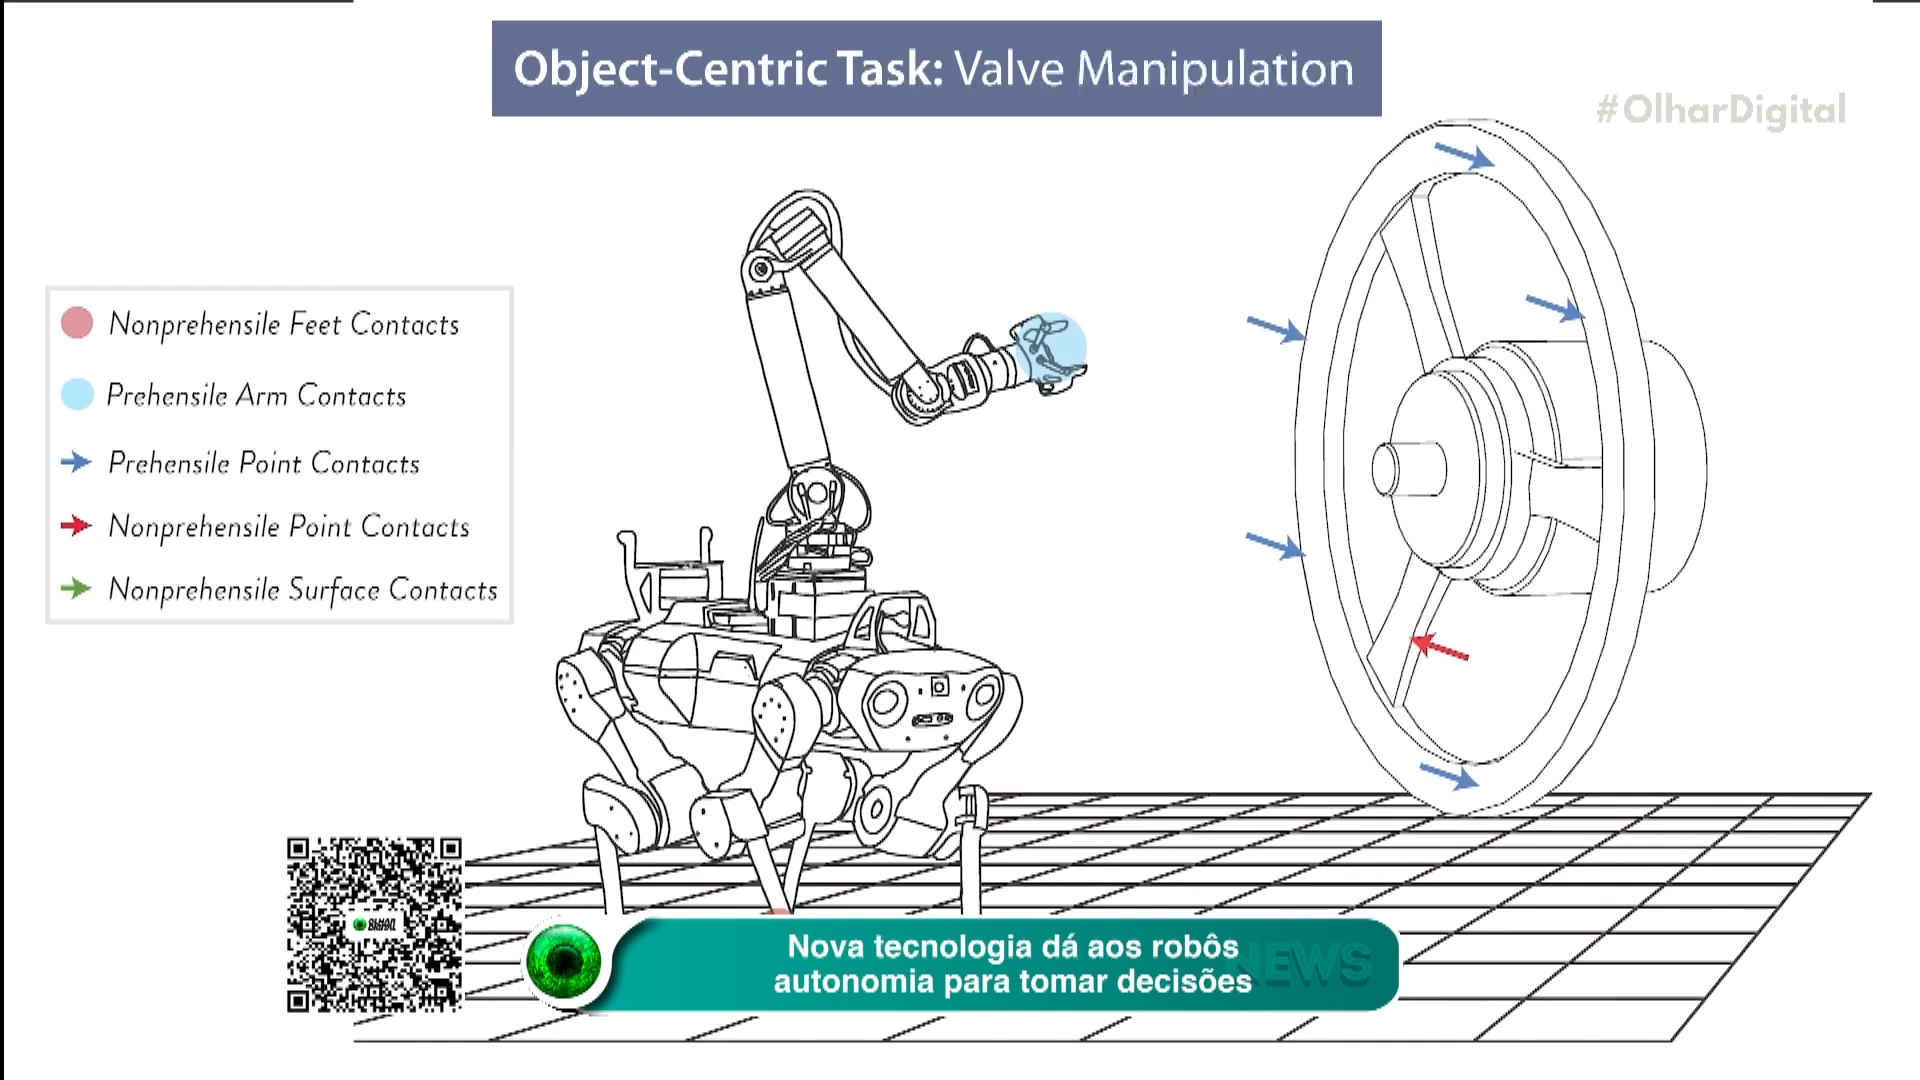 Object-Centric Task: Valve Manipulation
#OlharDigital
Nonprehensile Feet Contacts
Prehensile Arm Contacts
Prehensile Point Contacts
Nonprehensile Point Contacts
Nonprehensile Surface Contacts
Nova tecnologia dá aos robôs
autonomia para tomar decisões
NEWS